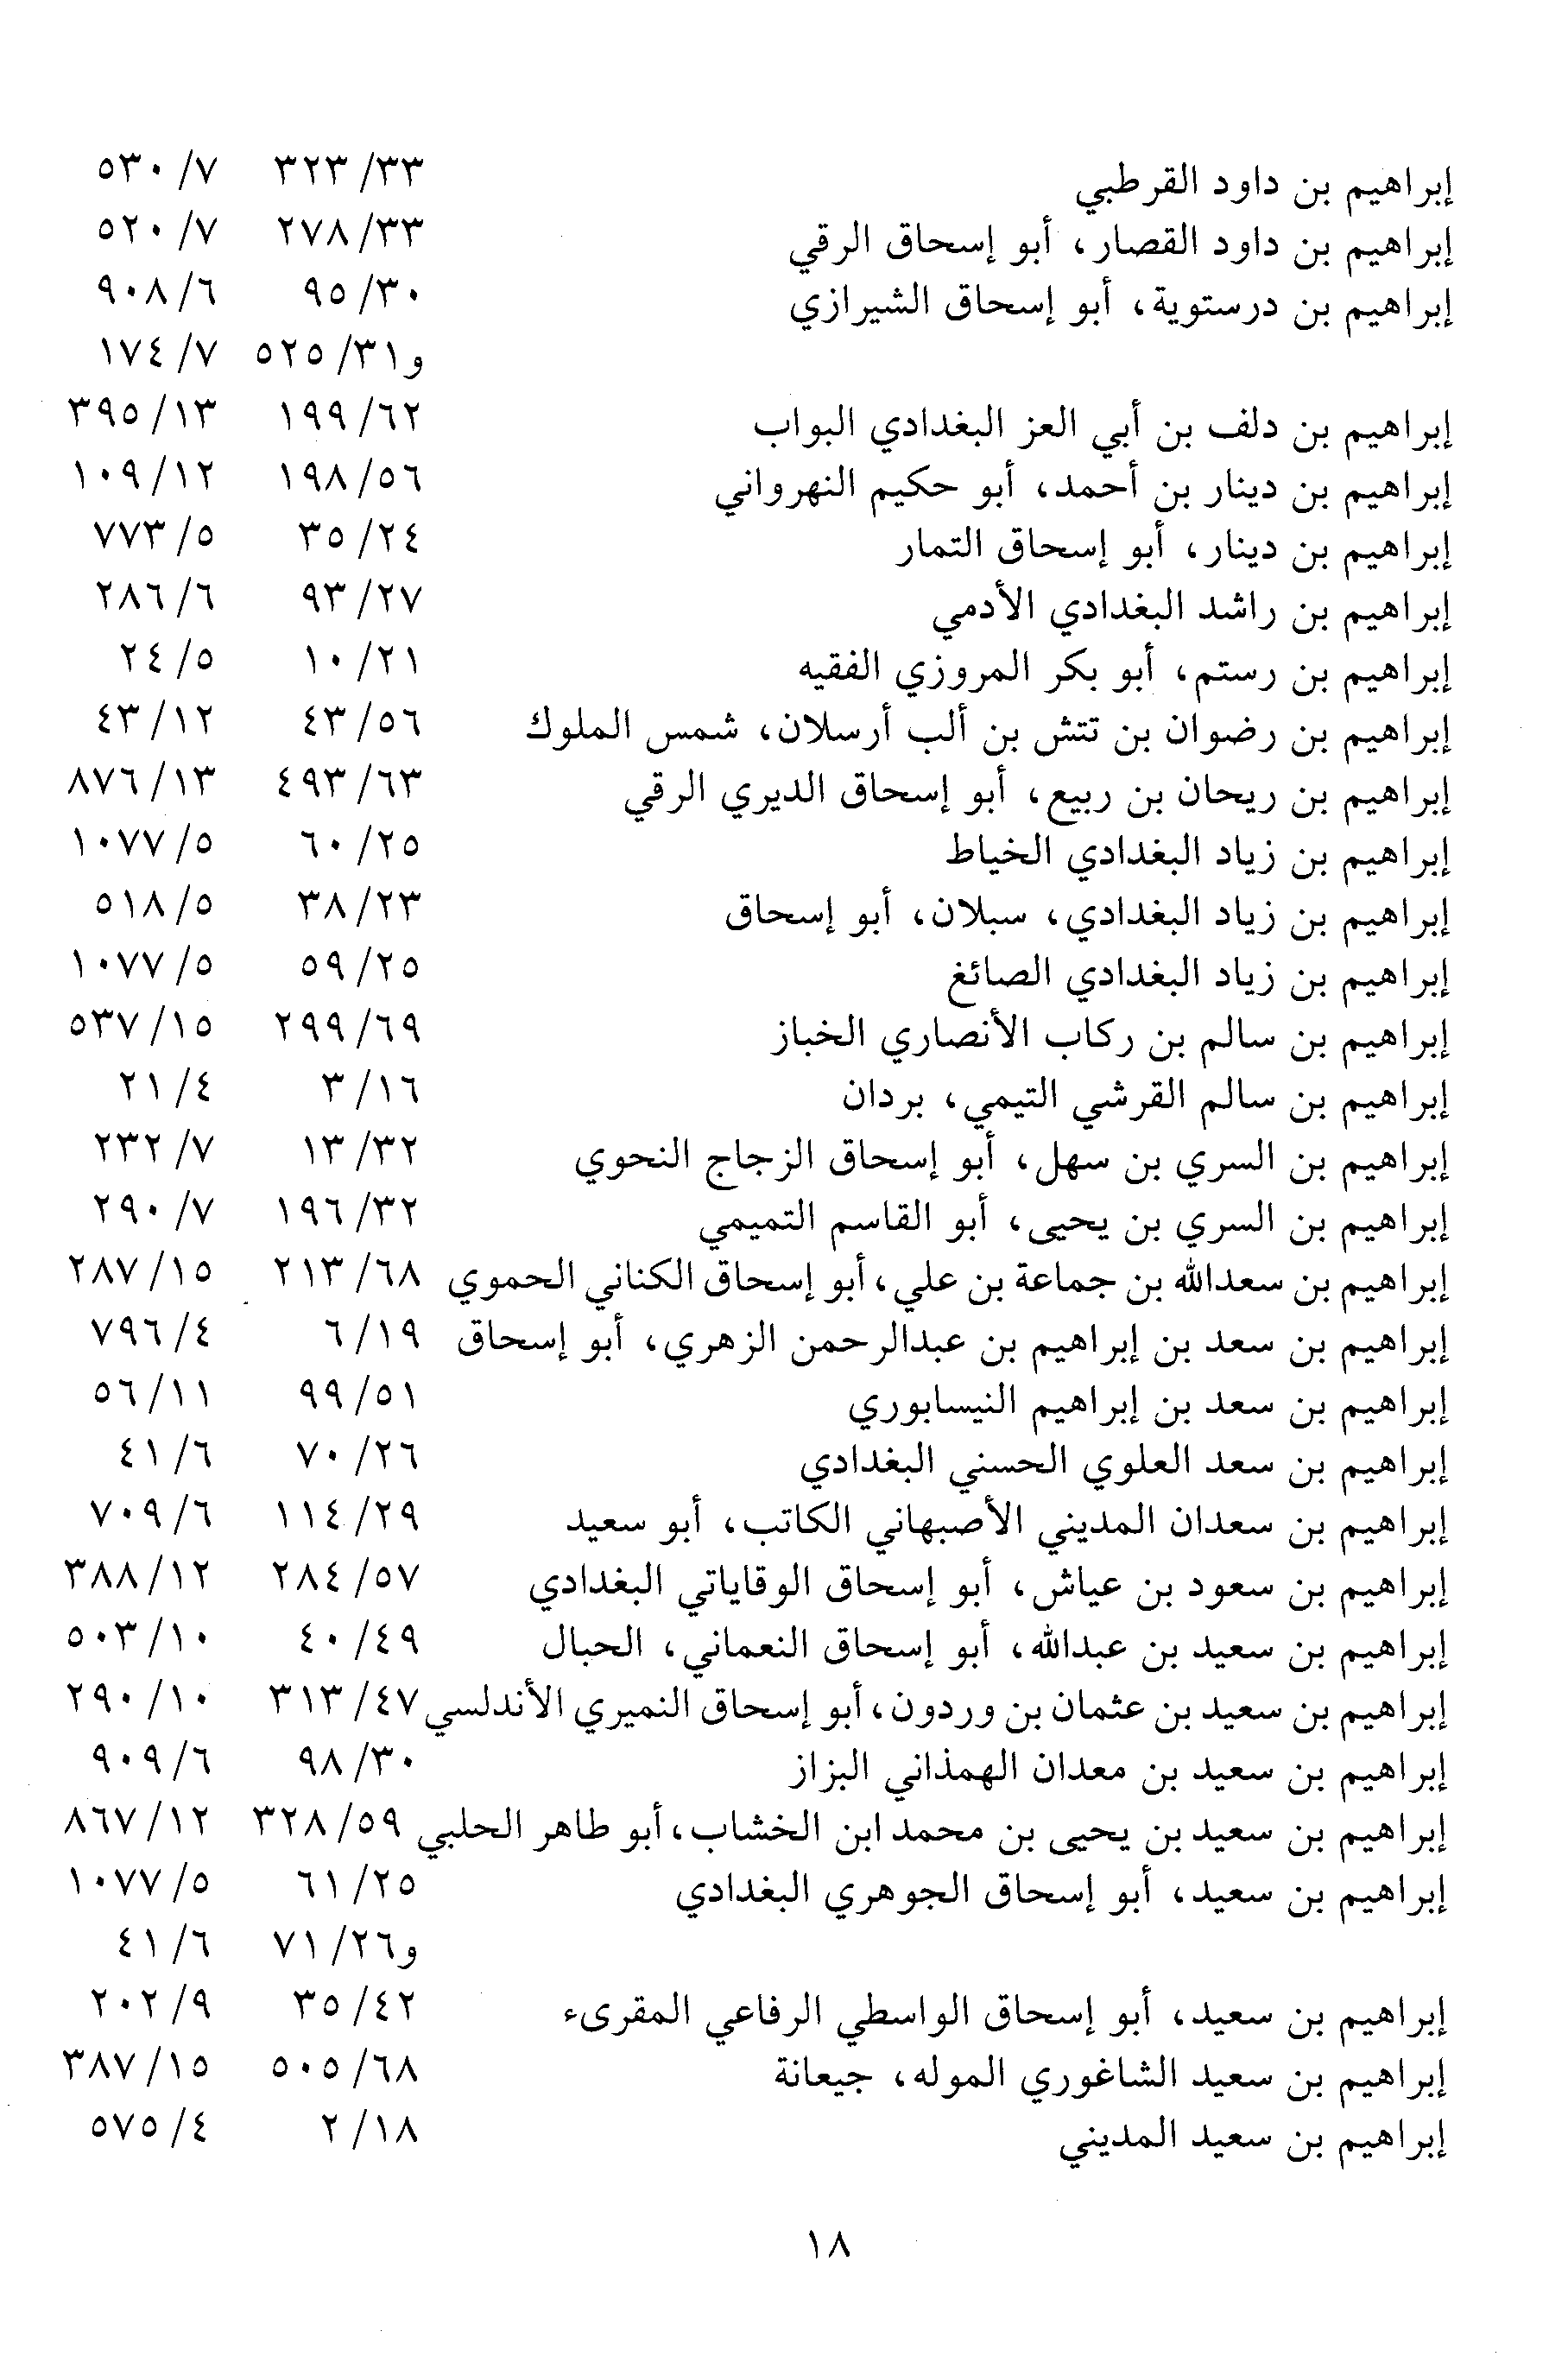 إبراهيم بن داود القرطبي ٣٢٣/٣٣ ٥٣٠/٧
إبراهيم بن داود القصار، أبو إسحاق الرقي ٢٧٨/٣٣ ٥٢٠/٧
إبراهيم بن درستوية، أبو إسحاق الشيرازي ٩٥/٣٠ ٩٠٨/٦
و٥٢٥/٣١ ١٧٤/٧
إبراهيم بن دلف بن أبي العز البغدادي البواب ١٩٩/٦٢ ٣٩٥/١٣
إبراهيم بن دينار بن أحمد، أبو حكيم النهرواني ١٩٨/٥٦ ١٠٩/١٢
إبراهيم بن دينار، أبو إسحاق التمار ٣٥/٢٤ ٧٧٣/٥
إبراهيم بن راشد البغدادي الأدمي ٩٣/٢٧ ٢٨٦/٦
إبراهيم بن رستم، أبو بكر المروزي الفقيه ١٠/٢١ ٢٤/٥
إبراهيم بن رضوان بن تتش بن ألب أرسلان، شمس الملوك ٤٣/٥٦ ٤٣/١٢
إبراهيم بن ريحان بن ربيع، أبو إسحاق الديري الرقي ٤٩٣/٦٣ ٨٧٦/١٣
إبراهيم بن زياد البغدادي الخياط ٦٠/٢٥ ١٠٧٧/٥
إبراهيم بن زياد البغدادي، سبلان، أبو إسحاق ٣٨/٢٣ ٥١٨/٥
إبراهيم بن زياد البغدادي الصائغ ٥٩/٢٥ ١٠٧٧/٥
إبراهيم بن سالم بن ركاب الأنصاري الخباز ٢٩٩/٦٩ ٥٣٧/١٥
إبراهيم بن سالم القرشي التيمي، بردان ٣/١٦ ٢١/٤
إبراهيم بن السري بن سهل، أبو إسحاق الزجاج النحوي ١٣/٣٢ ٢٣٢/٧
إبراهيم بن السري بن يحيى، أبو القاسم التميمي ١٩٦/٣٢ ٢٩٠/٧
إبراهيم بن سعدالله بن جماعة بن علي، أبو إسحاق الكناني الحموي ٢١٣/٦٨ ٢٨٧/١٥
إبراهيم بن سعد بن إبراهيم بن عبدالرحمن الزهري، أبو إسحاق ٦/١٩ ٧٩٦/٤
إبراهيم بن سعد بن إبراهيم النيسابوري ٩٩/٥١ ٥٦/١١
إبراهيم بن سعد العلوي الحسني البغدادي ٧٠/٢٦ ٤١/٦
إبراهيم بن سعدان المديني الأصبهاني الكاتب، أبو سعيد ١١٤/٢٩ ٧٠٩/٦
إبراهيم بن سعود بن عياش، أبو إسحاق الوقاياتي البغدادي ٢٨٤/٥٧ ٣٨٨/١٢
إبراهيم بن سعيد بن عبدالله، أبو إسحاق النعماني، الحبال ٤٠/٤٩ ٥٠٣/١٠
إبراهيم بن سعيد بن عثمان بن وردون، أبو إسحاق النميري الأندلسي ٣١٣/٤٧ ٢٩٠/١٠
إبراهيم بن سعيد بن معدان الهمذاني البزاز ٩٨/٣٠ ٩٠٩/٦
إبراهيم بن سعيد بن يحيى بن محمد ابن الخشاب، أبو طاهر الحلبي ٣٢٨/٥٩ ٨٦٧/١٢
إبراهيم بن سعيد، أبو إسحاق الجوهري البغدادي ٦١/٢٥ ١٠٧٧/٥
و٧١/٢٦ ٤١/٦
إبراهيم بن سعيد، أبو إسحاق الواسطي الرفاعي المقرىء ٣٥/٤٢ ٢٠٢/٩
إبراهيم بن سعيد الشاغوري الموله، جيعانة ٥٠٥/٦٨ ٣٨٧/١٥
إبراهيم بن سعيد المديني ٢/١٨ ٥٧٥/٤
١٨